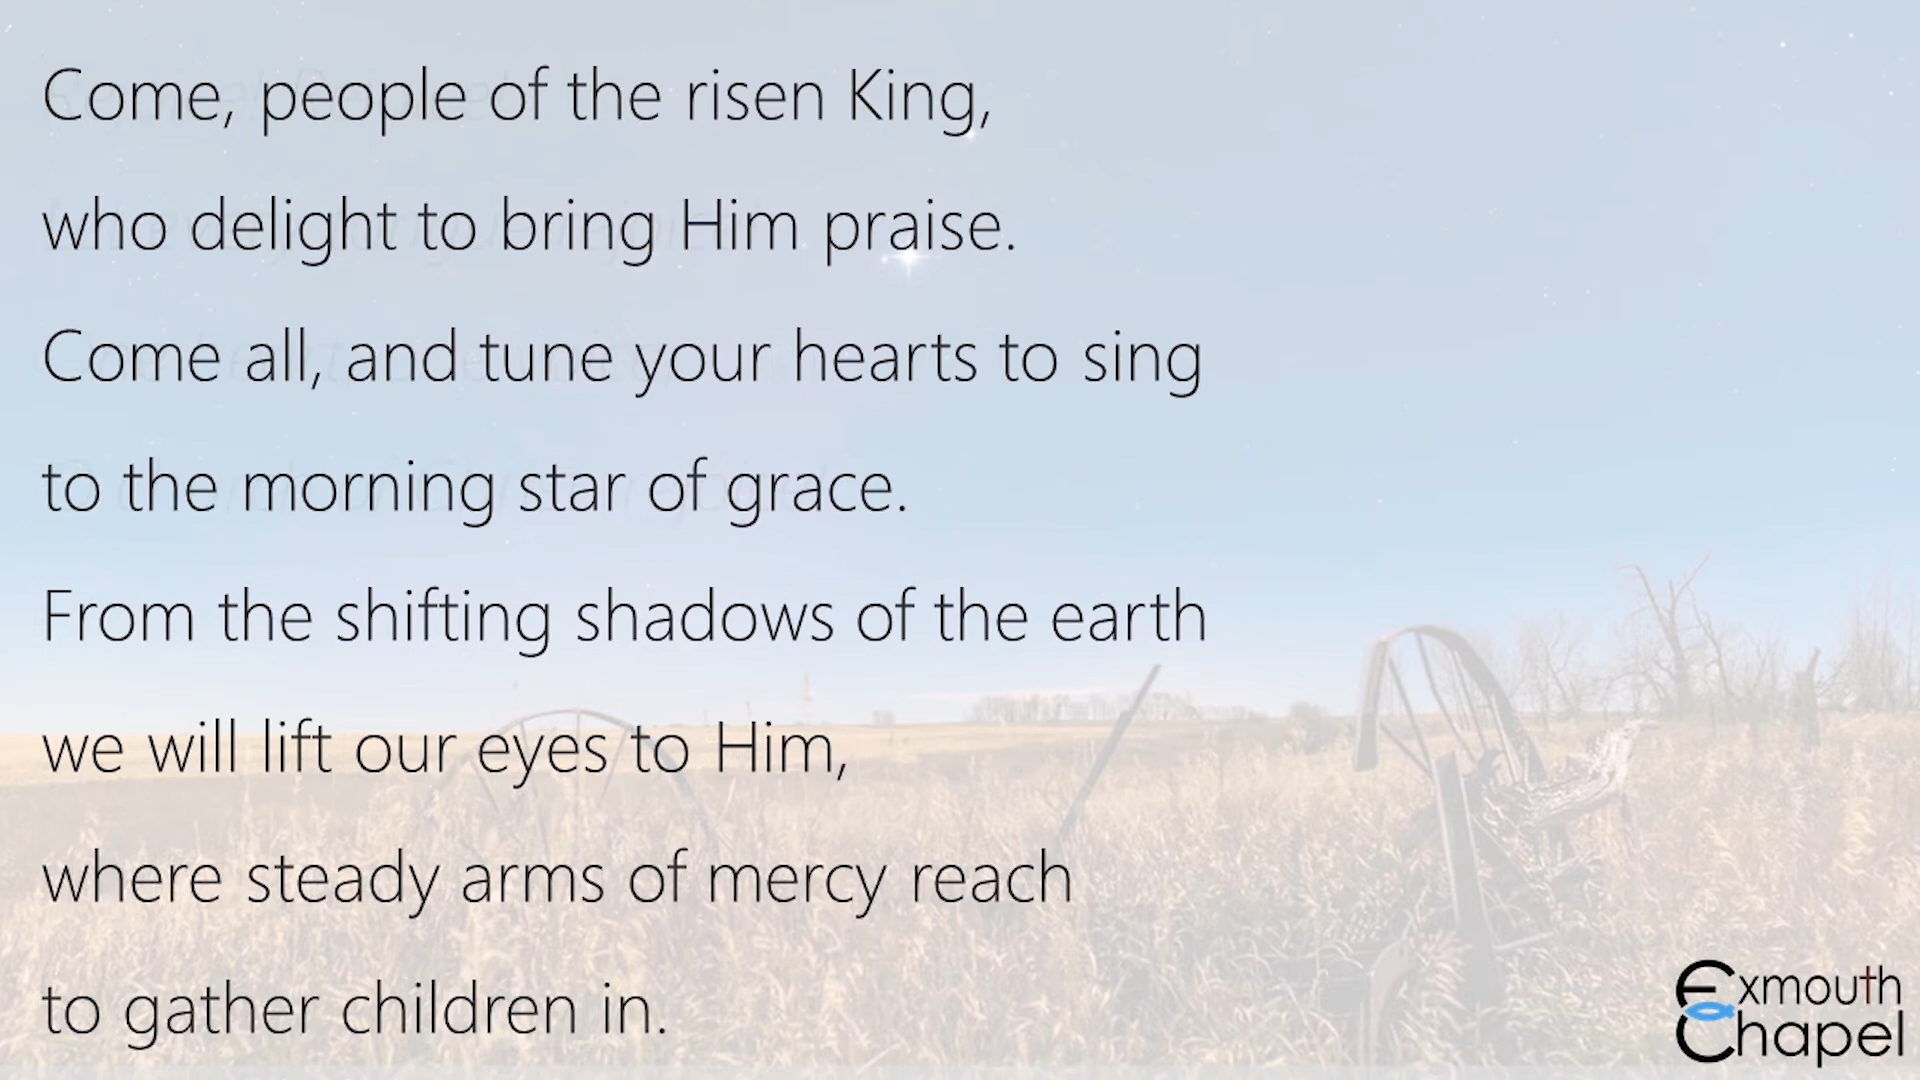 Come, people of the risen King,
who delight to bring Him praise.
Come all, and tune your hearts to sing
to the morning star of grace.
From the shifting shadows of the earth
we will lift our eyes to Him,
where steady arms of mercy reach
to gather children in.
Exmouth
Chapel